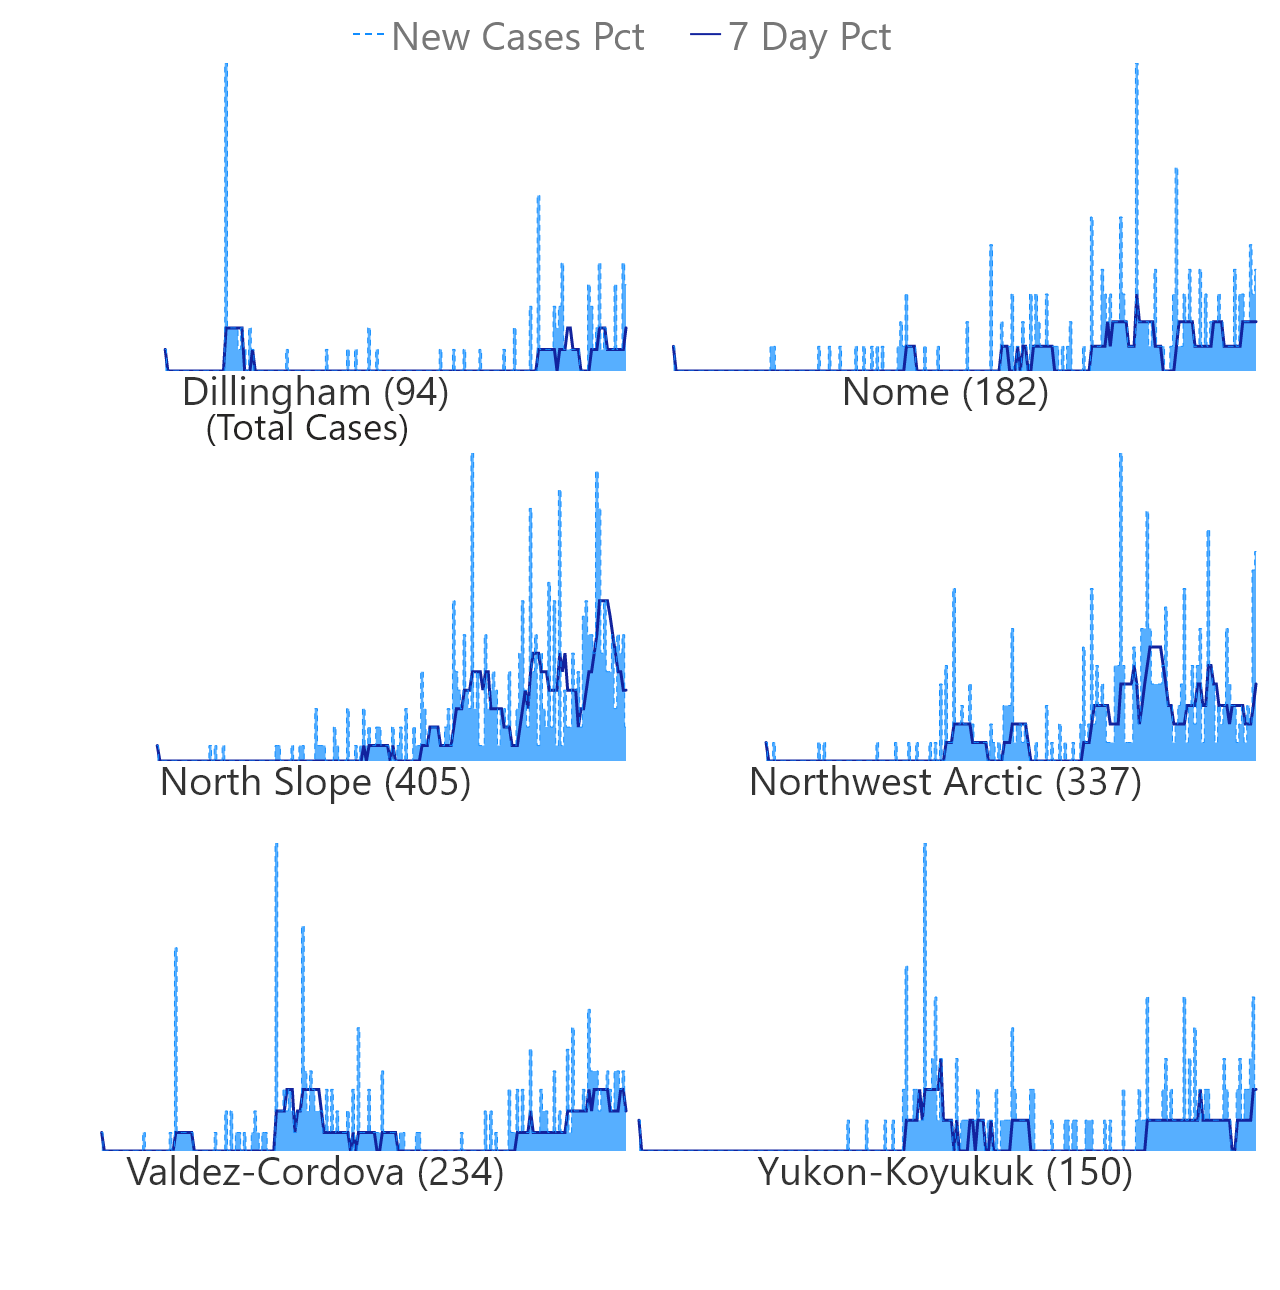 New Cases Pct 7 Day Pct
Dillingham (94)
(Total Cases)
Nome (182)
North Slope (405)
Northwest Arctic (337)
Valdez-Cordova (234)
Yukon-Koyukuk (150)